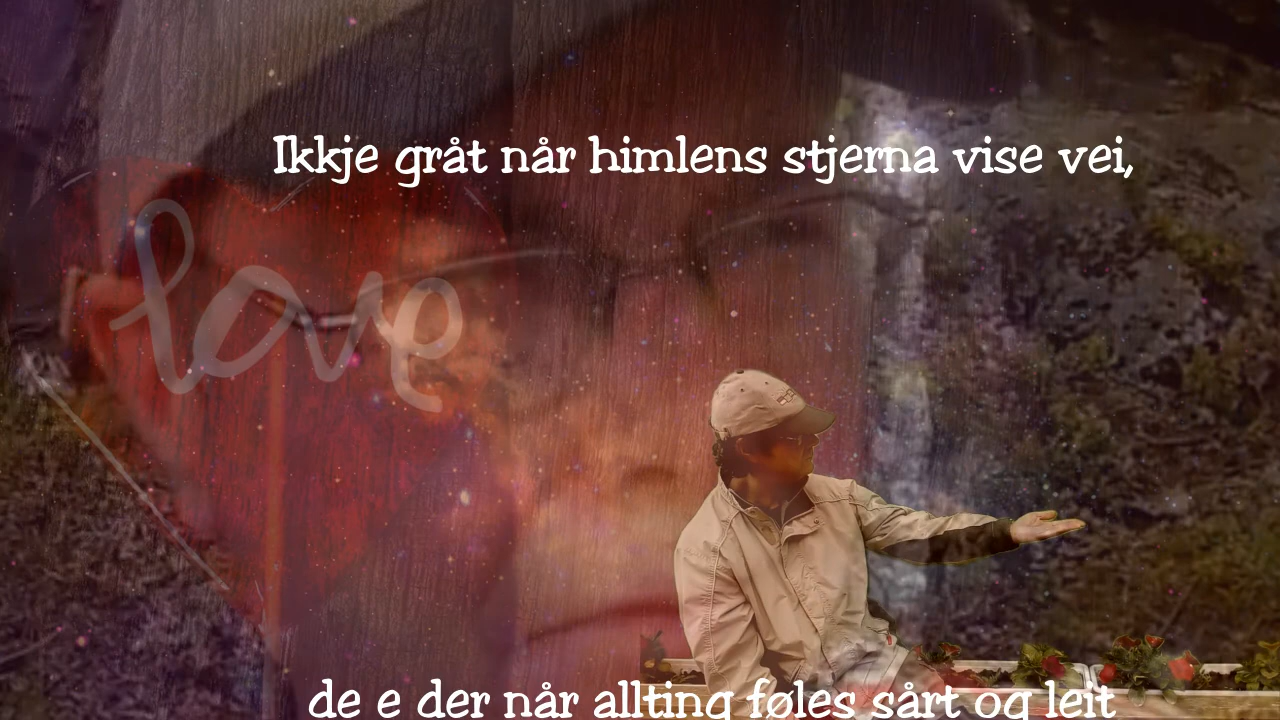 Ikkje gråt når himlens stjerna vise vei,
love
de e der når allting føles sårt og leit